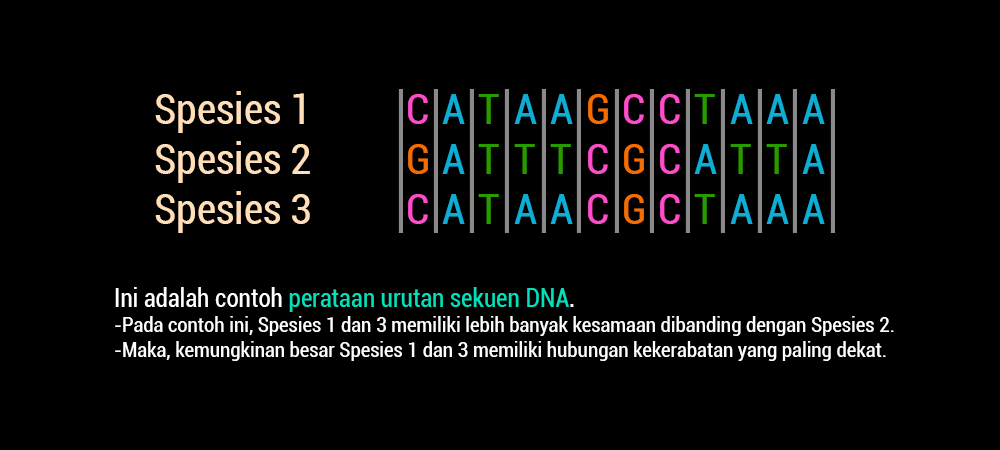 Spesies 1 C A T A A G C C T A A A
Spesies 2 G A T T T C G C A T T A
Spesies 3 C A T A A C G C T A A A
Ini adalah contoh perataan urutan sekuen DNA.
-Pada contoh ini, Spesies 1 dan 3 memiliki lebih banyak kesamaan dibanding dengan Spesies 2.
-Maka, kemungkinan besar Spesies 1 dan 3 memiliki hubungan kekerabatan yang paling dekat.